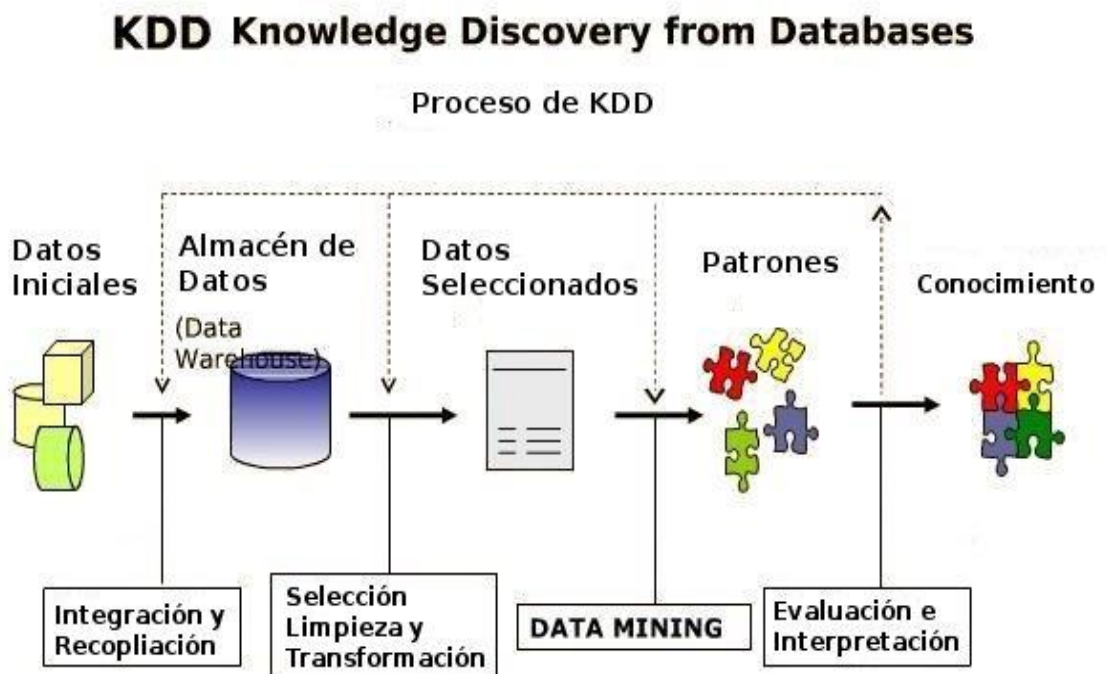 KDD Knowledge Discovery from Databases
Proceso de KDD
Datos
Iniciales
Almacén de
Datos
(Data
Warehouse)
Datos
Seleccionados
Patrones
Conocimiento
Integración y
Recopliación
Selección
Limpieza y
Transformación
DATA MINING
Evaluación e
Interpretación